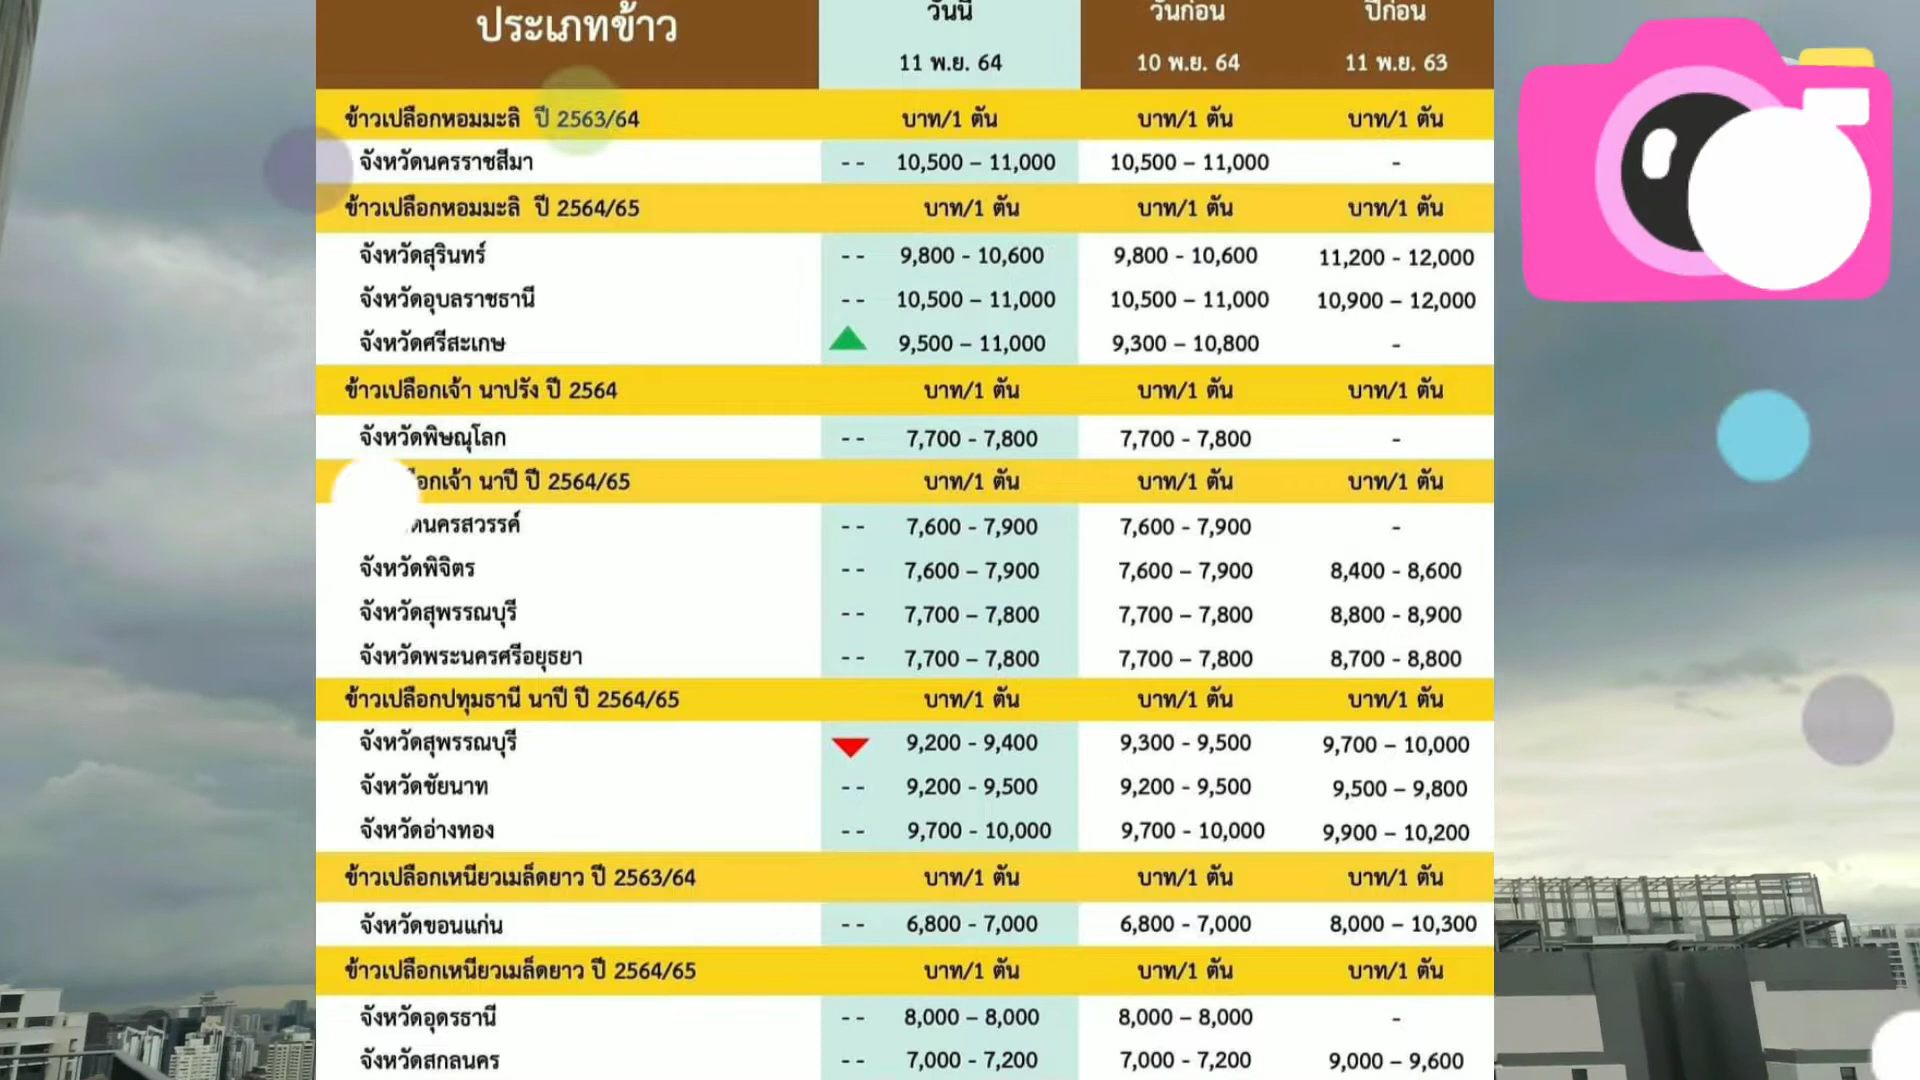 ประเภทข้าว วันนี้ วันก่อน ปีก่อน
11 พ.ย. 64 10 พ.ย. 64 11 พ.ย. 63
ข้าวเปลือกหอมมะลิ ปี 2563/64 บาท/1 ตัน บาท/1 ตัน บาท/1 ตัน
จังหวัดนครราชสีมา - - 10,500 – 11,000 10,500 – 11,000 -
ข้าวเปลือกหอมมะลิ ปี 2564/65 บาท/1 ตัน บาท/1 ตัน บาท/1 ตัน
จังหวัดสุรินทร์ - - 9,800 - 10,600 9,800 - 10,600 11,200 - 12,000
จังหวัดอุบลราชธานี - - 10,500 – 11,000 10,500 – 11,000 10,900 – 12,000
จังหวัดศรีสะเกษ 9,500 – 11,000 9,300 – 10,800 -
ข้าวเปลือกเจ้า นาปรัง ปี 2564 บาท/1 ตัน บาท/1 ตัน บาท/1 ตัน
จังหวัดพิษณุโลก - - 7,700 - 7,800 7,700 - 7,800 -
อกเจ้า นาปี ปี 2564/65 บาท/1 ตัน บาท/1 ตัน บาท/1 ตัน
นครสวรรค์ - - 7,600 - 7,900 7,600 - 7,900 -
จังหวัดพิจิตร - - 7,600 – 7,900 7,600 – 7,900 8,400 - 8,600
จังหวัดสุพรรณบุรี - - 7,700 – 7,800 7,700 – 7,800 8,800 - 8,900
จังหวัดพระนครศรีอยุธยา - - 7,700 – 7,800 7,700 – 7,800 8,700 - 8,800
ข้าวเปลือกปทุมธานี นาปี ปี 2564/65 บาท/1 ตัน บาท/1 ตัน บาท/1 ตัน
จังหวัดสุพรรณบุรี 9,200 - 9,400 9,300 - 9,500 9,700 – 10,000
จังหวัดชัยนาท - - 9,200 - 9,500 9,200 - 9,500 9,500 – 9,800
จังหวัดอ่างทอง - - 9,700 - 10,000 9,700 - 10,000 9,900 – 10,200
ข้าวเปลือกเหนียวเมล็ดยาว ปี 2563/64 บาท/1 ตัน บาท/1 ตัน บาท/1 ตัน
จังหวัดขอนแก่น - - 6,800 - 7,000 6,800 - 7,000 8,000 – 10,300
ข้าวเปลือกเหนียวเมล็ดยาว ปี 2564/65 บาท/1 ตัน บาท/1 ตัน บาท/1 ตัน
จังหวัดอุดรธานี - - 8,000 – 8,000 8,000 – 8,000 -
จังหวัดสกลนคร - - 7,000 - 7,200 7,000 - 7,200 9,000 – 9,600